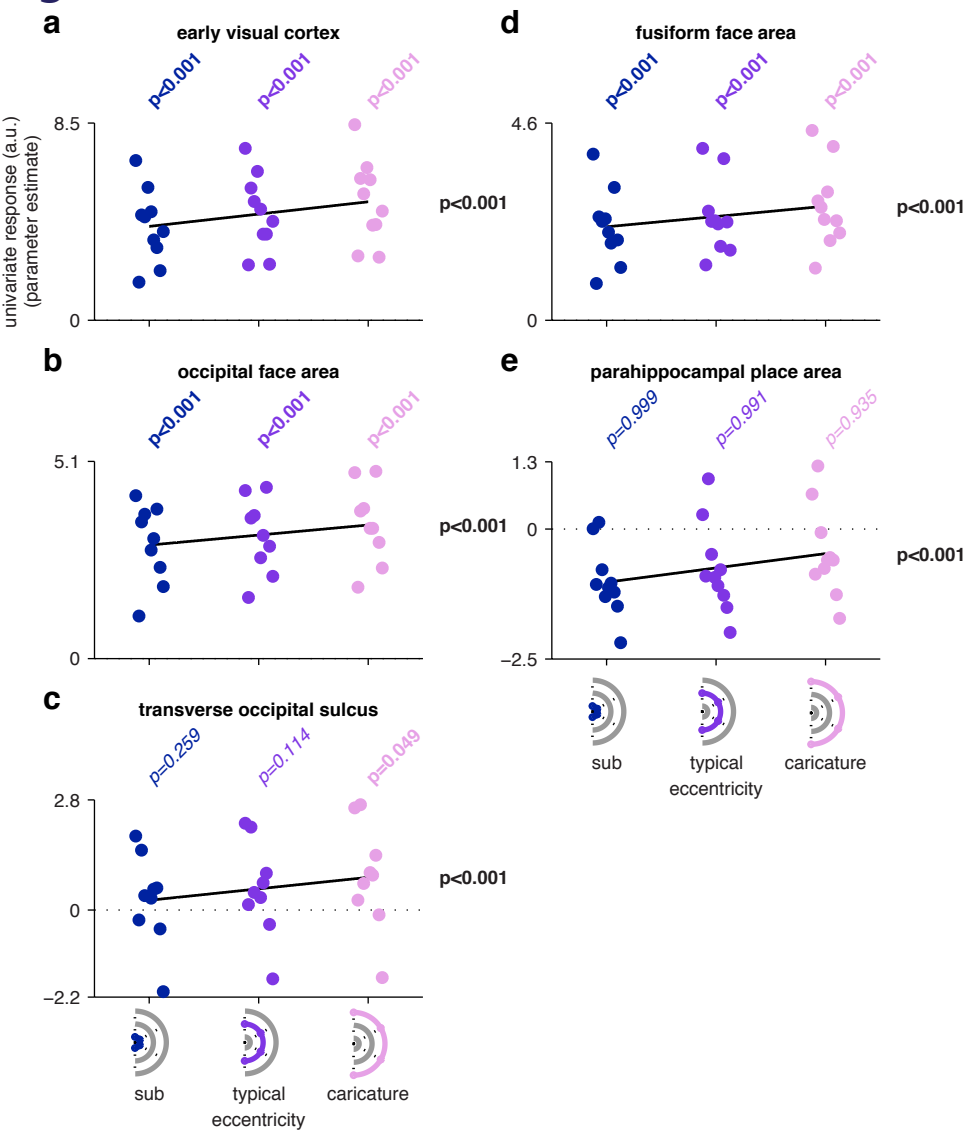 a
early visual cortex
p<0.001
p<0.001
p<0.001
univariate response (a.u.)
(parameter estimate)
8.5
0
p<0.001
d
fusiform face area
p<0.001
p<0.001
p<0.001
4.6
0
p<0.001
b
occipital face area
p<0.001
p<0.001
p<0.001
5.1
0
p<0.001
e
parahippocampal place area
p=0.999
p=0.991
p=0.935
1.3
0
−2.5
p<0.001
sub
typical
caricature
eccentricity
c
transverse occipital sulcus
p=0.259
p=0.114
p=0.049
2.8
0
−2.2
p<0.001
sub
typical
caricature
eccentricity